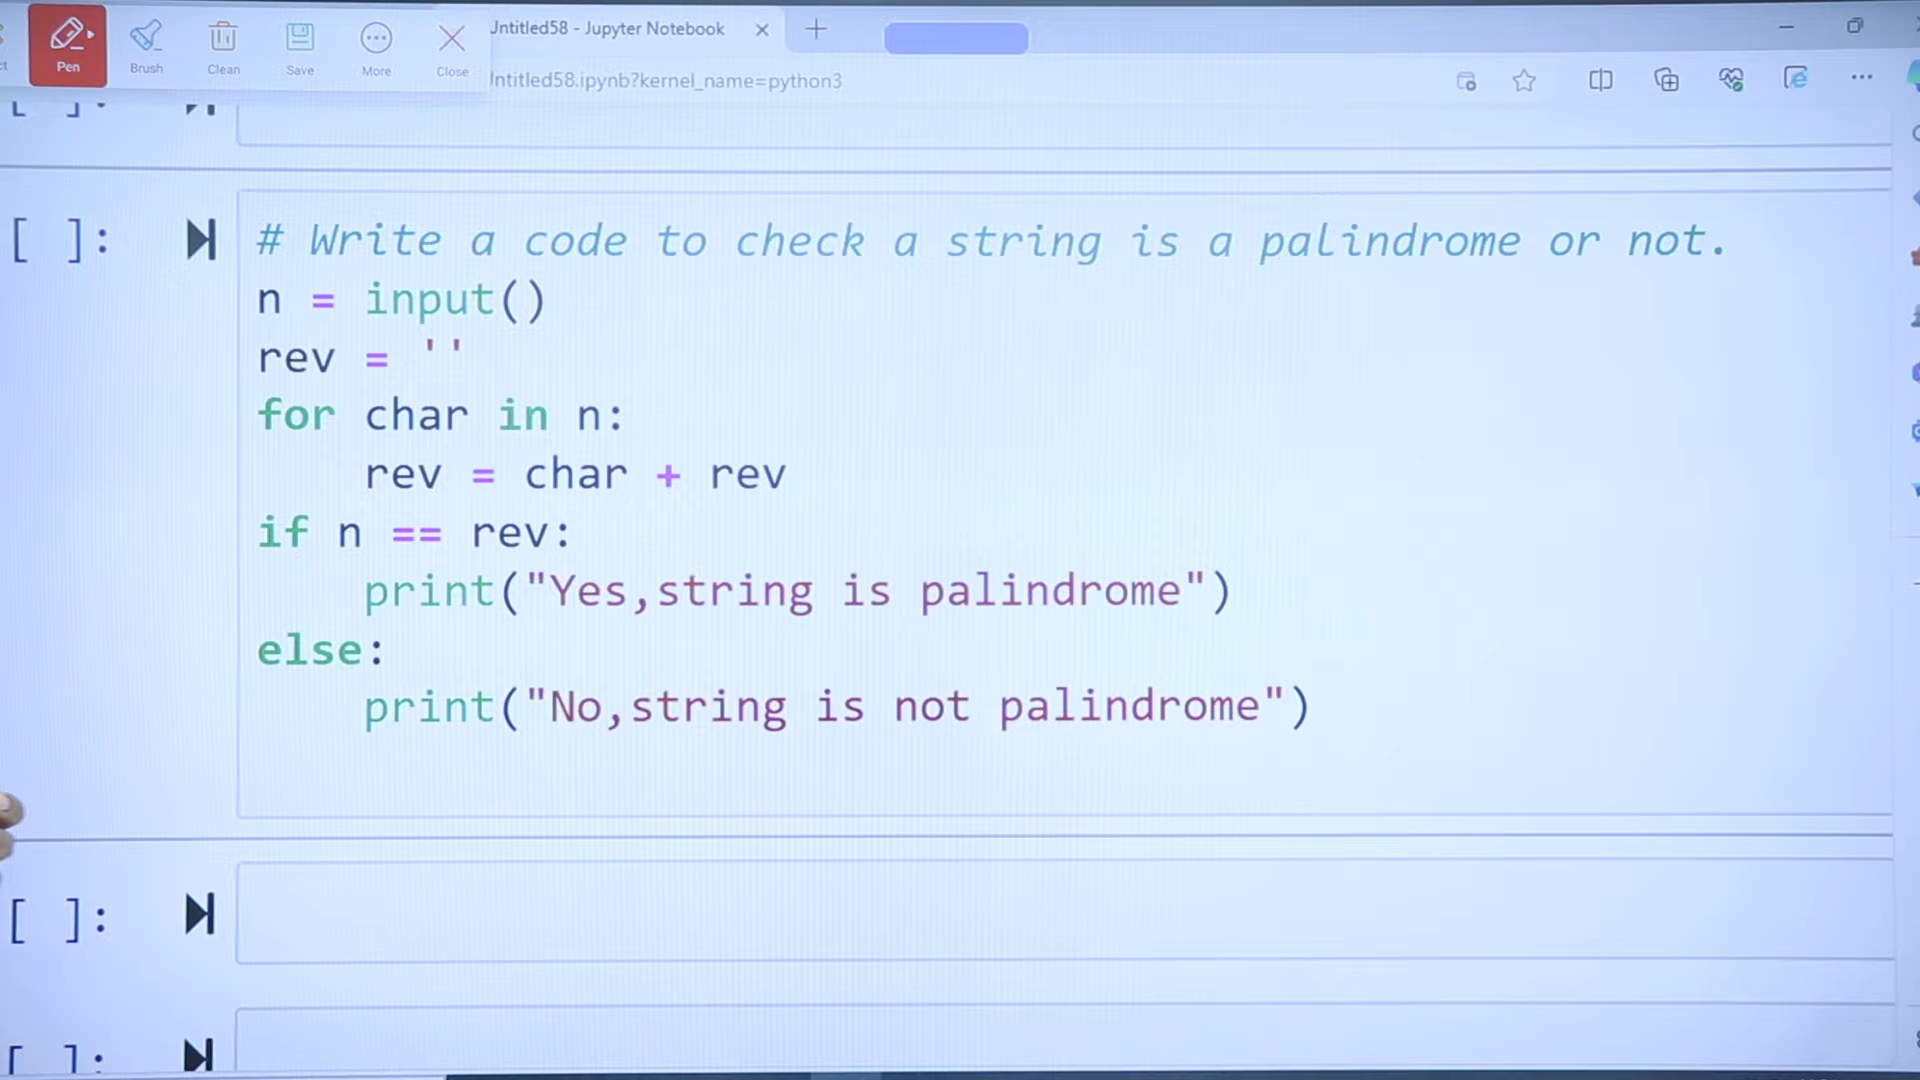 Pen
Brush
Clean
Save
More
Close
Untitled58 - Jupyter Notebook
Untitled58.ipynb?kernel_name=python3
[ ]:
[ ]:
# Write a code to check a string is a palindrome or not.
n = input()
rev = ''
for char in n:
    rev = char + rev
if n == rev:
    print("Yes,string is palindrome")
else:
    print("No,string is not palindrome")
[ ]:
[ ]: